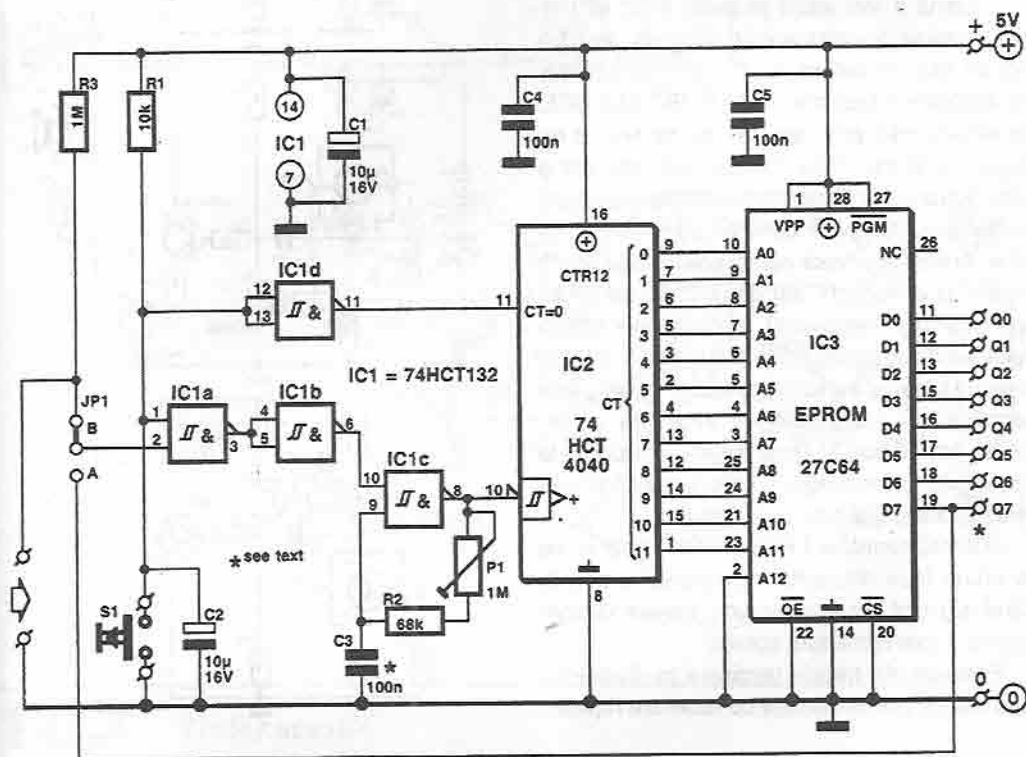 + 5V
R3
1M
R1
10k
14
IC1
7
C1
10µ
16V
C4
100n
C5
100n
16
1 28 27
VPP PGM
CTR12
CT=0
IC2
74
HCT
4040
CT
0 9
1 7
2 6
3 5
4 3
5 2
6 4
7 13
8 12
9 14
10 15
11 1
8
10 A0
9 A1
8 A2
7 A3
6 A4
5 A5
4 A6
3 A7
25 A8
24 A9
21 A10
23 A11
2 A12
IC3
EPROM
27C64
NC 26
D0 11 Q0
D1 12 Q1
D2 13 Q2
D3 15 Q3
D4 16 Q4
D5 17 Q5
D6 18 Q6
D7 19 Q7
*
OE CS
22 14 20
IC1d
12
13
&
11
11
IC1 = 74HCT132
JP1
B
A
IC1a
1
2
&
3
IC1b
4
5
&
6
IC1c
10
9
&
8
10
+
* see text
P1
1M
R2
68k
C3
*
100n
S1
C2
10µ
16V
0 0